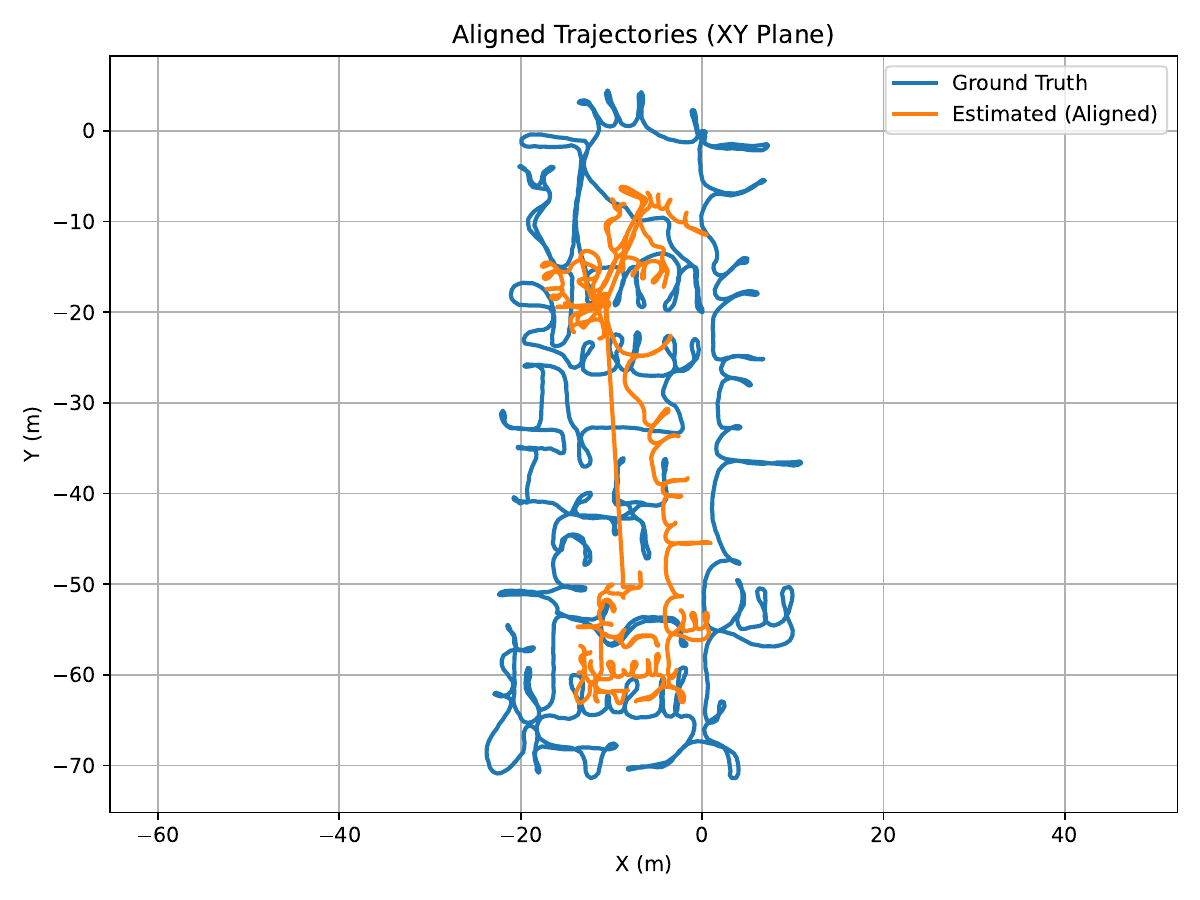 Aligned Trajectories (XY Plane)
Ground Truth
Estimated (Aligned)
0
−10
−20
−30
−40
−50
−60
−70
Y (m)
−60
−40
−20
0
20
40
X (m)